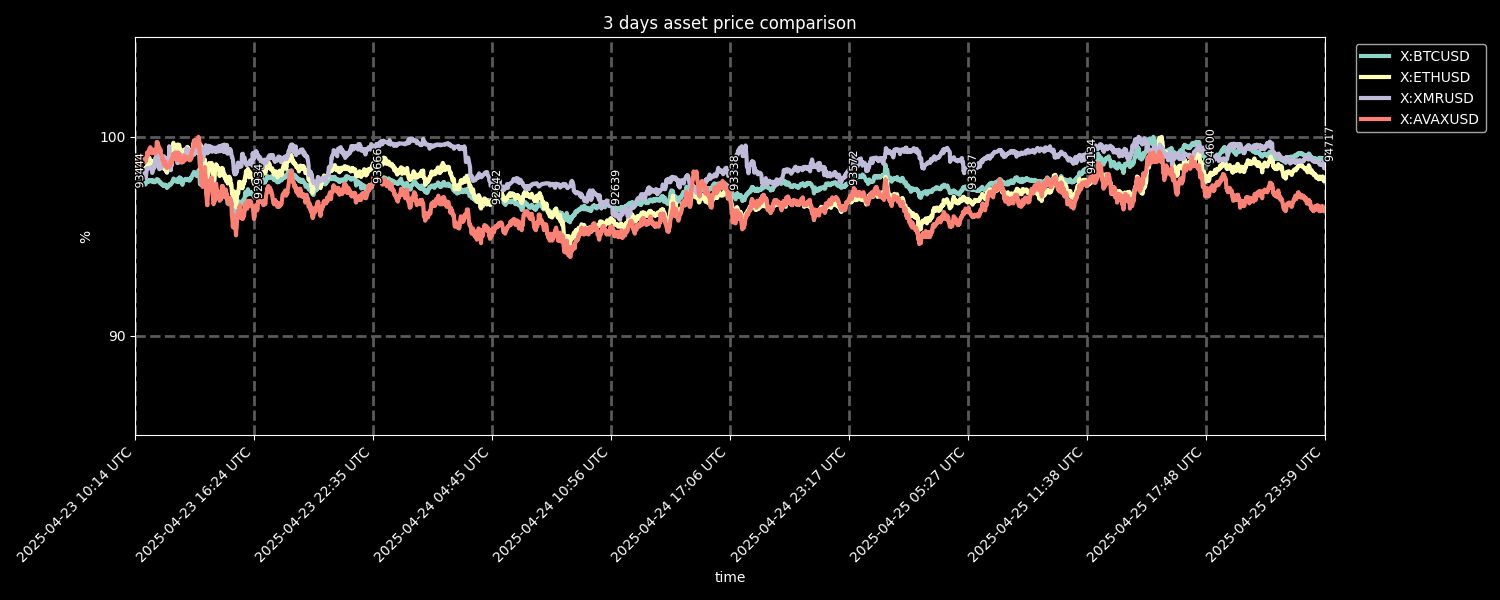 3 days asset price comparison
X:BTCUSD
X:ETHUSD
X:XMRUSD
X:AVAXUSD
100
90
%
92934
93666
92642
92639
93338
93387
94134
94600
94717
2025-04-23 10:14 UTC
2025-04-23 16:24 UTC
2025-04-23 22:35 UTC
2025-04-24 04:45 UTC
2025-04-24 10:56 UTC
2025-04-24 17:06 UTC
2025-04-24 23:17 UTC
2025-04-25 05:27 UTC
2025-04-25 11:38 UTC
2025-04-25 17:48 UTC
2025-04-25 23:59 UTC
time